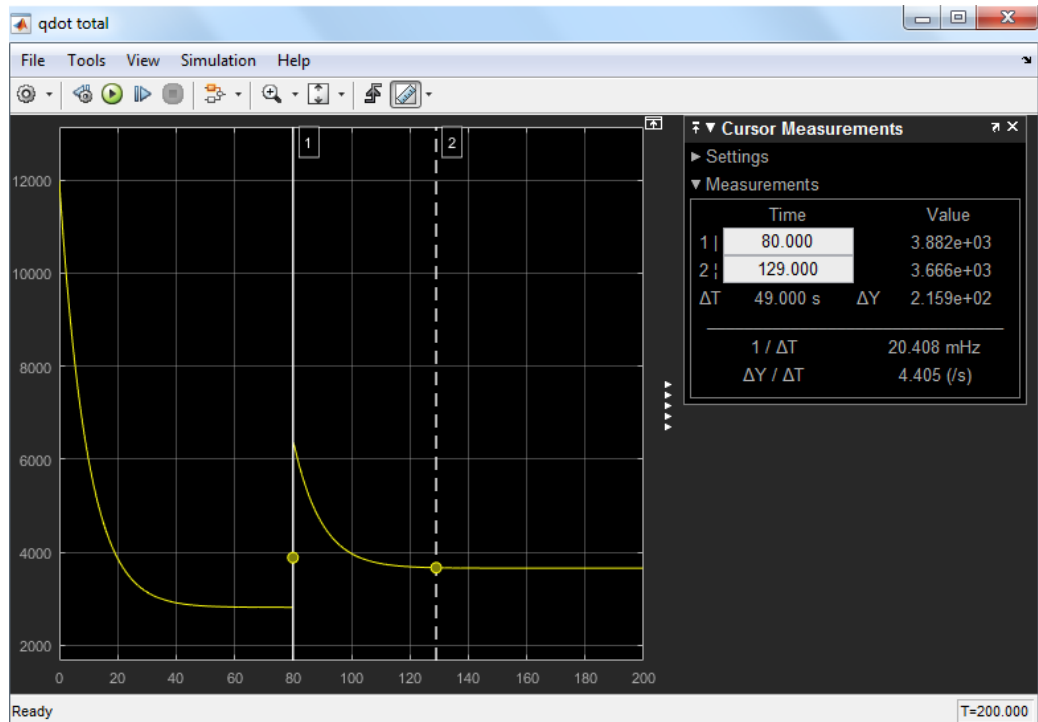 qdot total
File Tools View Simulation Help
12000
10000
8000
6000
4000
2000
0 20 40 60 80 100 120 140 160 180 200
1
2
Cursor Measurements
Settings
Measurements
Time Value
1 | 80.000 3.882e+03
2 ¦ 129.000 3.666e+03
ΔT 49.000 s ΔY 2.159e+02
1 / ΔT 20.408 mHz
ΔY / ΔT 4.405 (/s)
Ready T=200.000